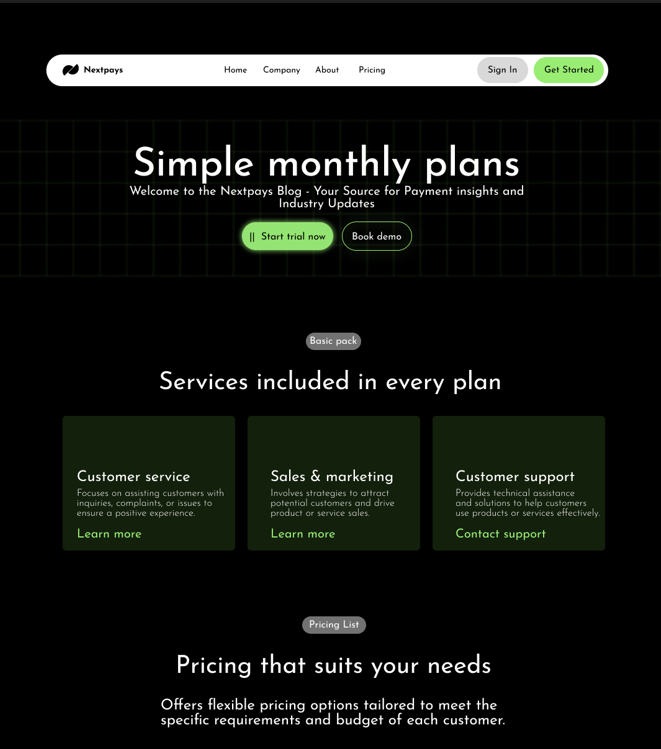 Nextpays
Home Company About Pricing
Sign In
Get Started
Simple monthly plans
Welcome to the Nextpays Blog - Your Source for Payment insights and
Industry Updates
|| Start trial now
Book demo
Basic pack
Services included in every plan
Customer service
Focuses on assisting customers with
inquiries, complaints, or issues to
ensure a positive experience.
Learn more
Sales & marketing
Involves strategies to attract
potential customers and drive
product or service sales.
Learn more
Customer support
Provides technical assistance
and solutions to help customers
use products or services effectively.
Contact support
Pricing List
Pricing that suits your needs
Offers flexible pricing options tailored to meet the
specific requirements and budget of each customer.